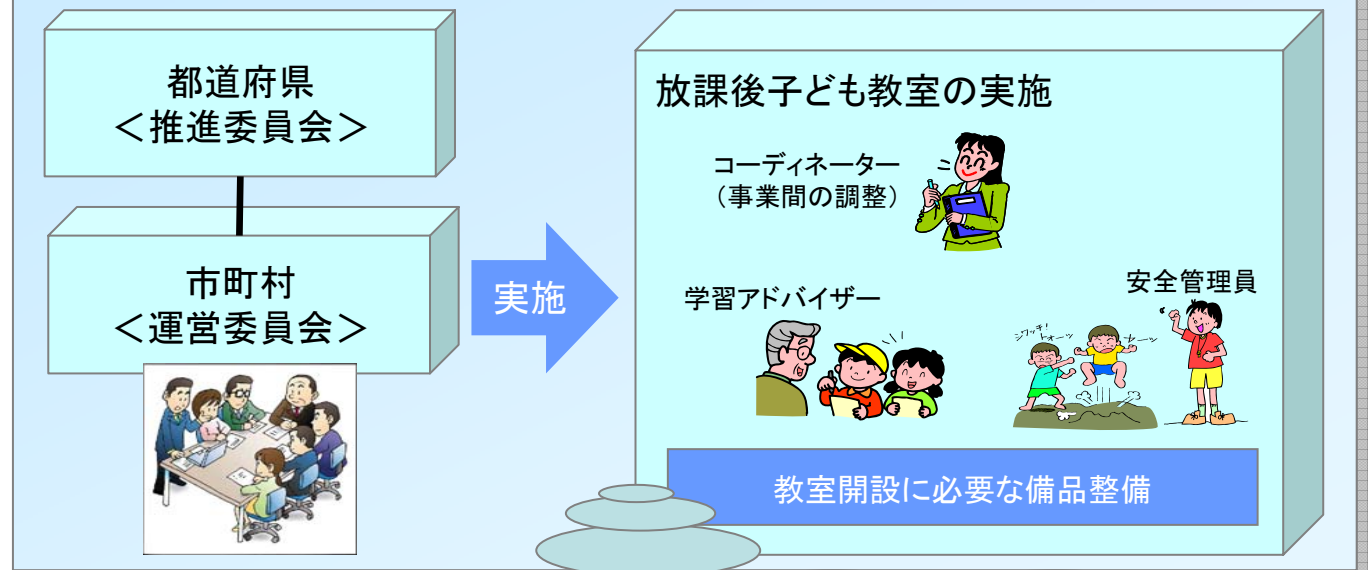 都道府県
＜推進委員会＞
市町村
＜運営委員会＞
実施
放課後子ども教室の実施
コーディネーター
（事業間の調整）
学習アドバイザー
安全管理員
教室開設に必要な備品整備